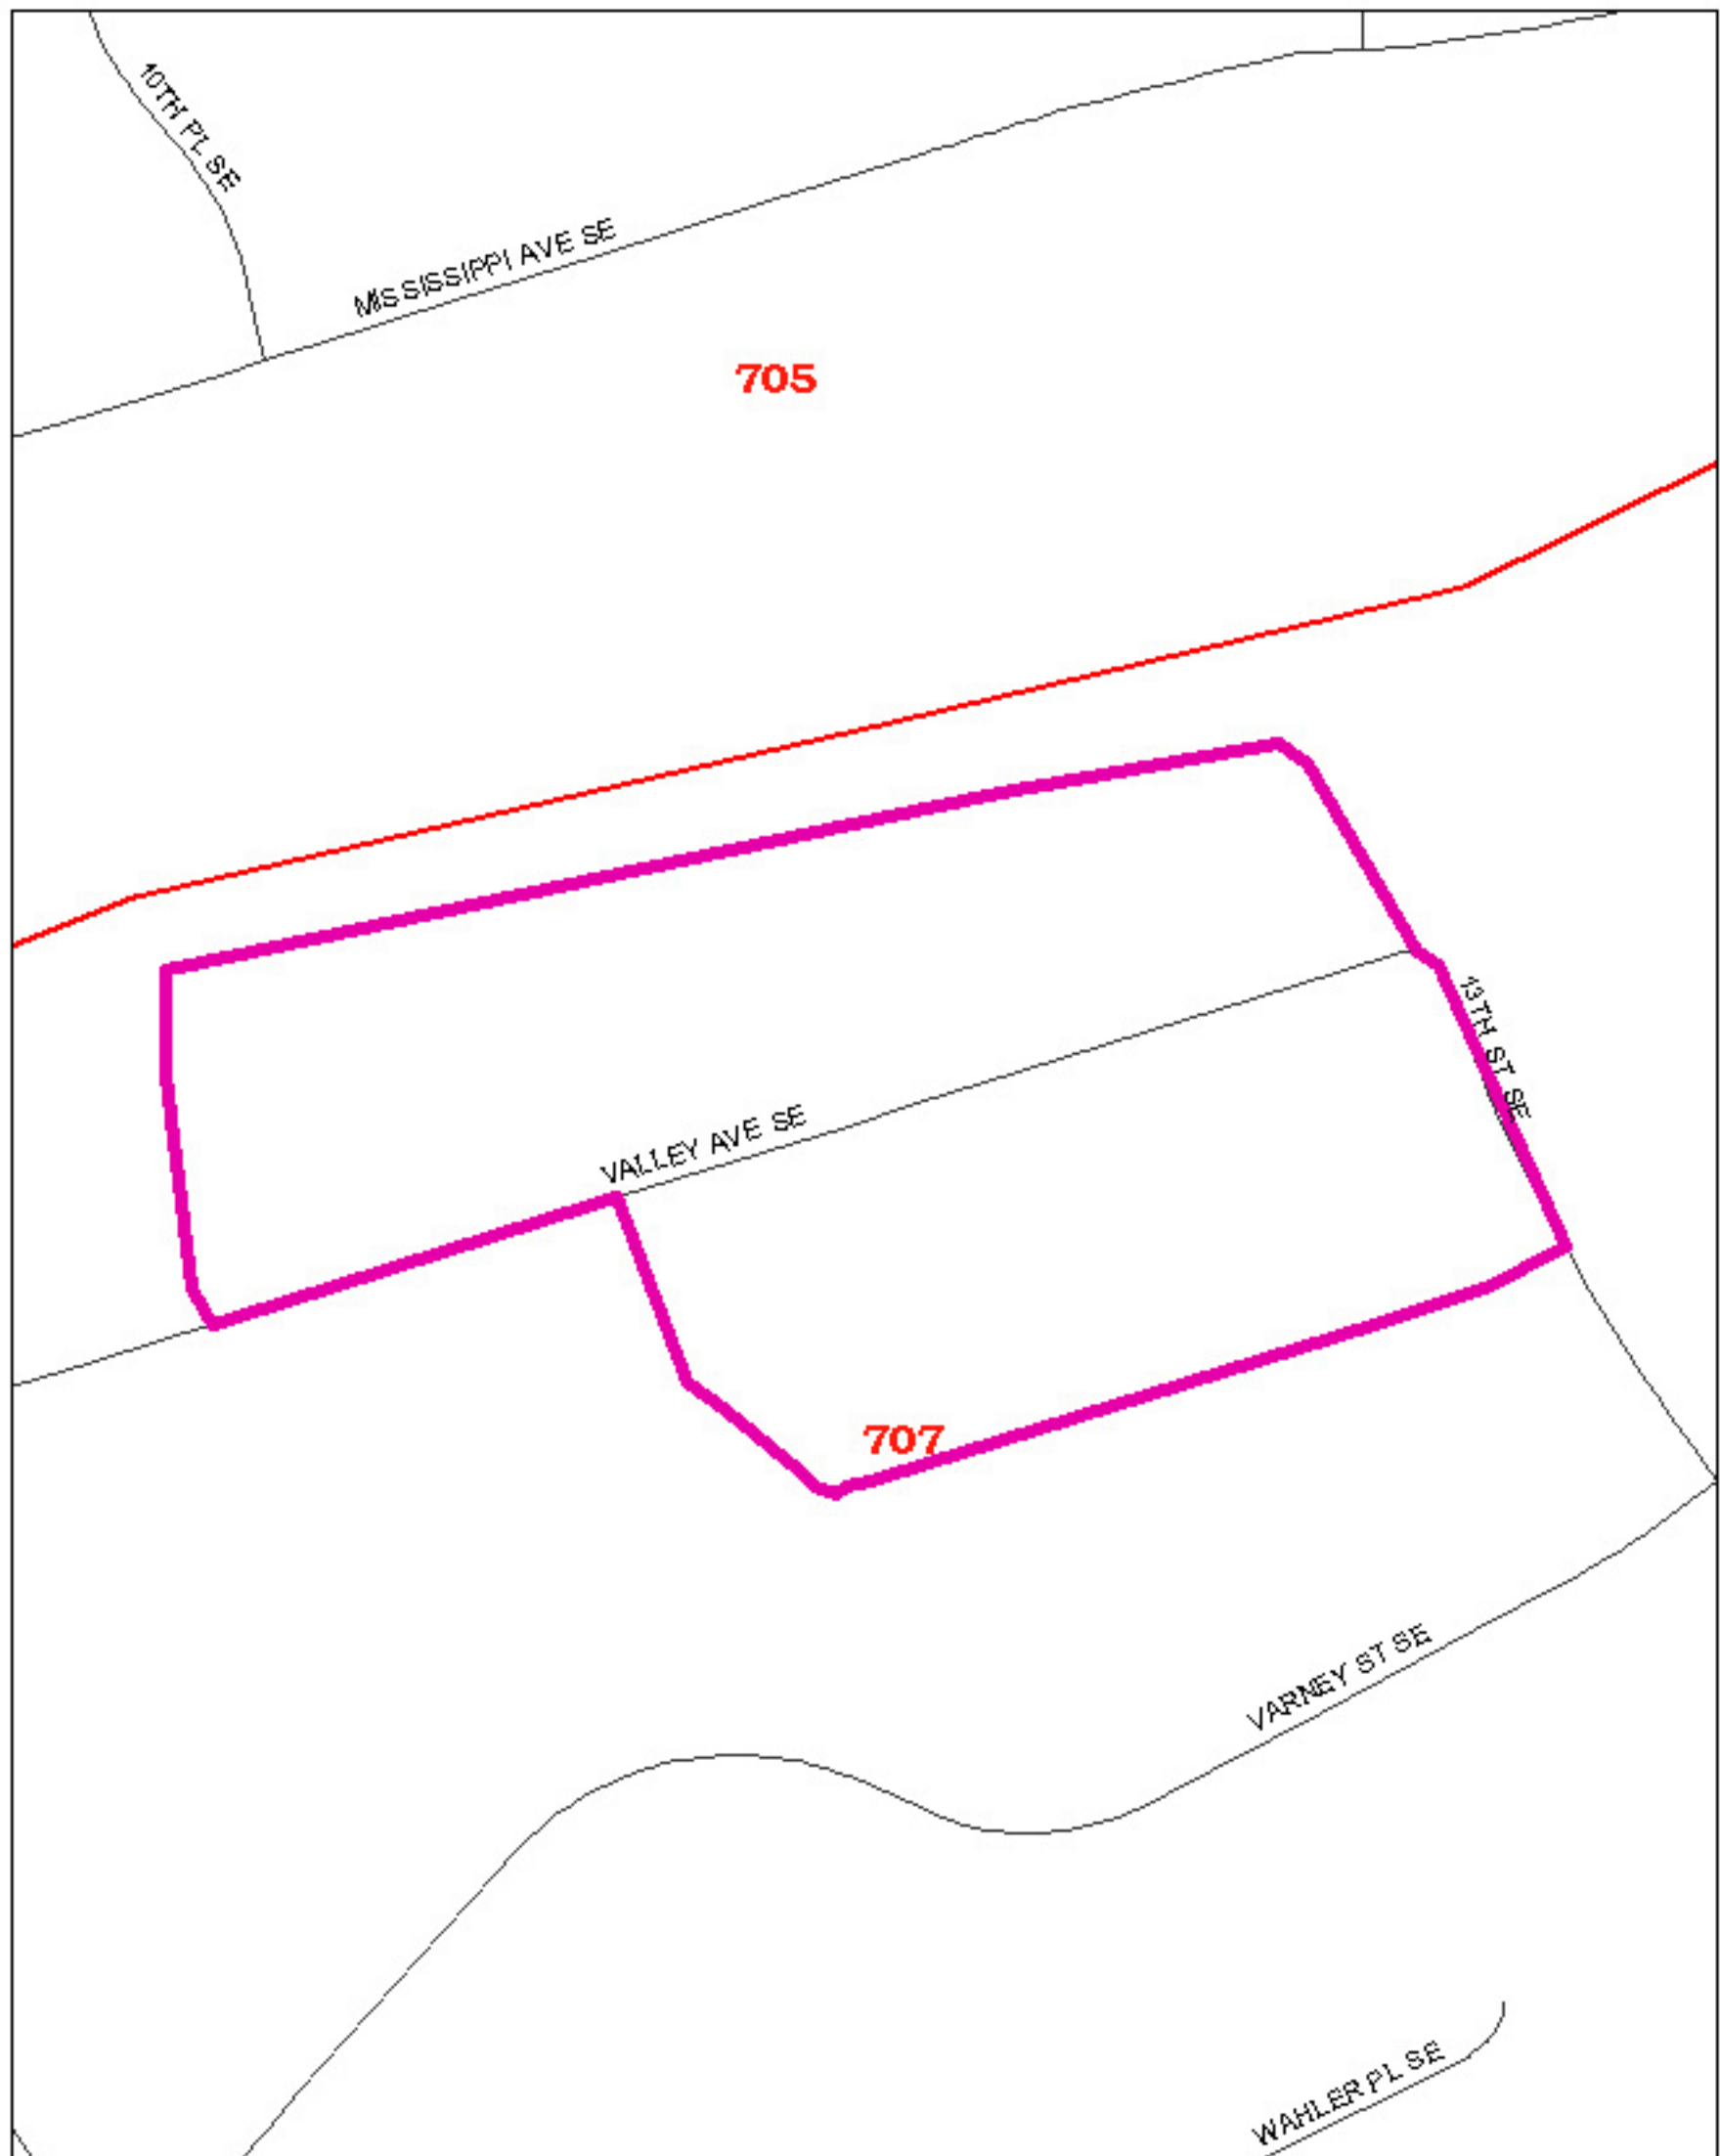 10TH PL SE
MISSISSIPPI AVE SE
705
13TH ST SE
VALLEY AVE SE
707
VARNEY ST SE
WAHLER PL SE